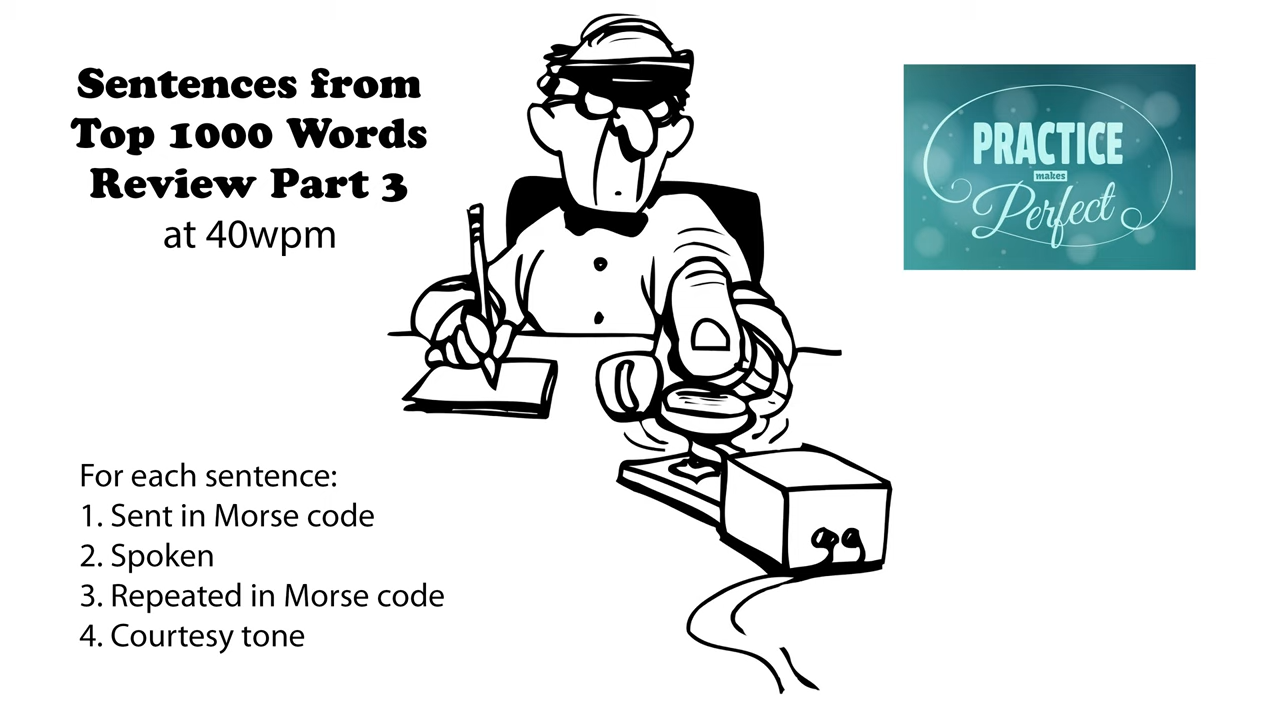 Sentences from
Top 1000 Words
Review Part 3
at 40wpm
PRACTICE
makes
Perfect
For each sentence:
1. Sent in Morse code
2. Spoken
3. Repeated in Morse code
4. Courtesy tone